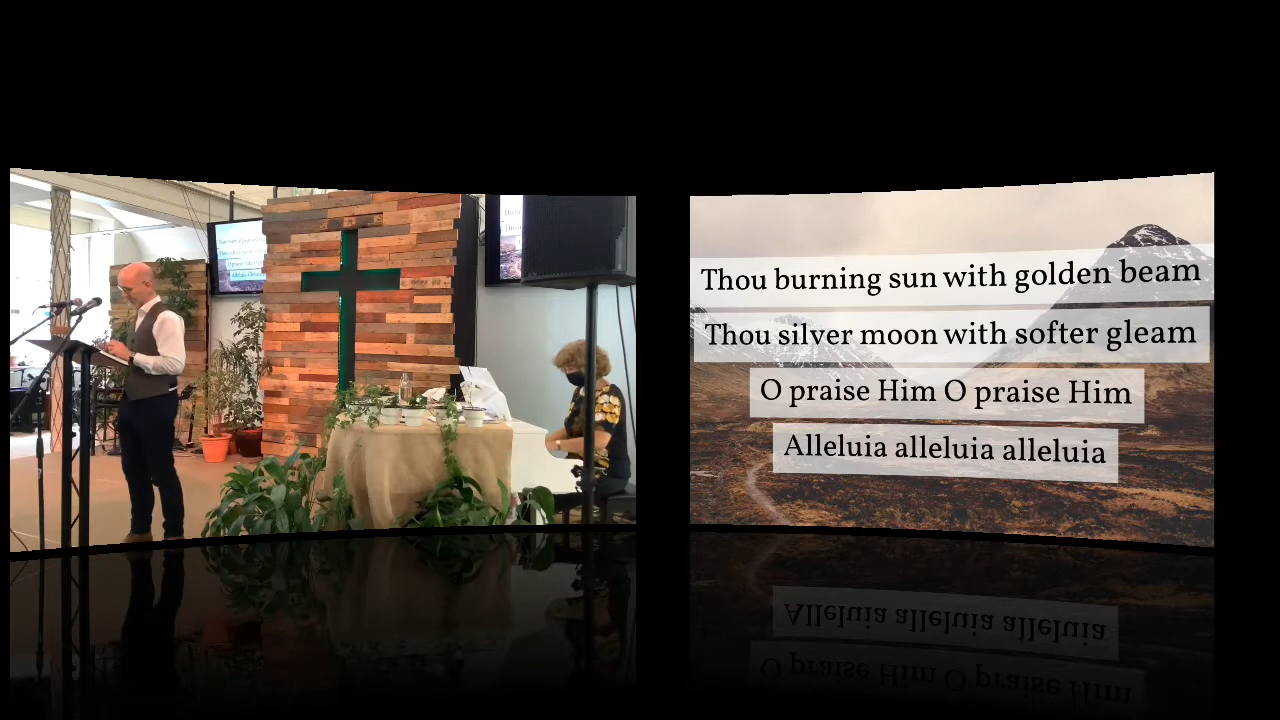 Thou burning sun with golden beam
Thou silver moon with softer gleam
O praise Him O praise Him
Alleluia alleluia alleluia